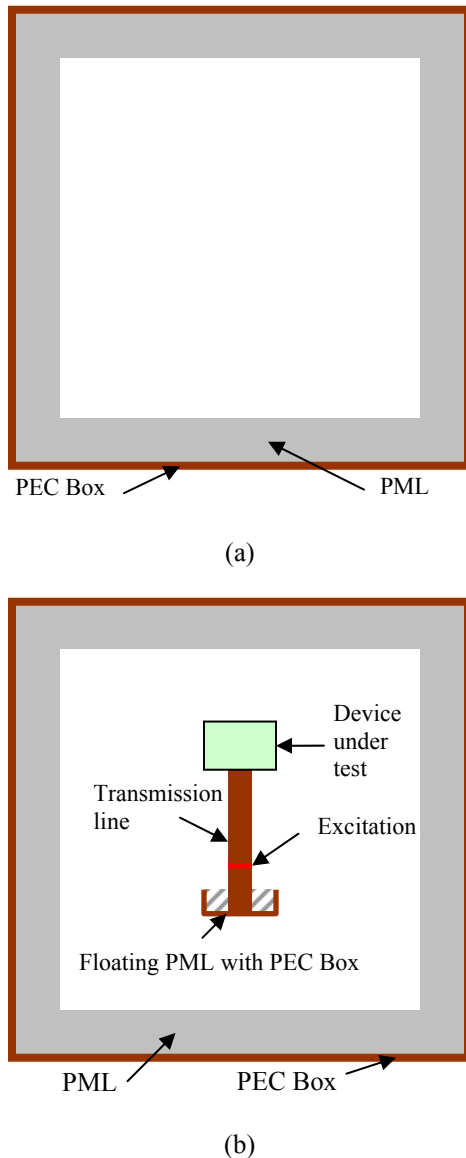 PEC Box
PML
(a)
Device
under
test
Transmission
line
Excitation
Floating PML with PEC Box
PML
PEC Box
(b)